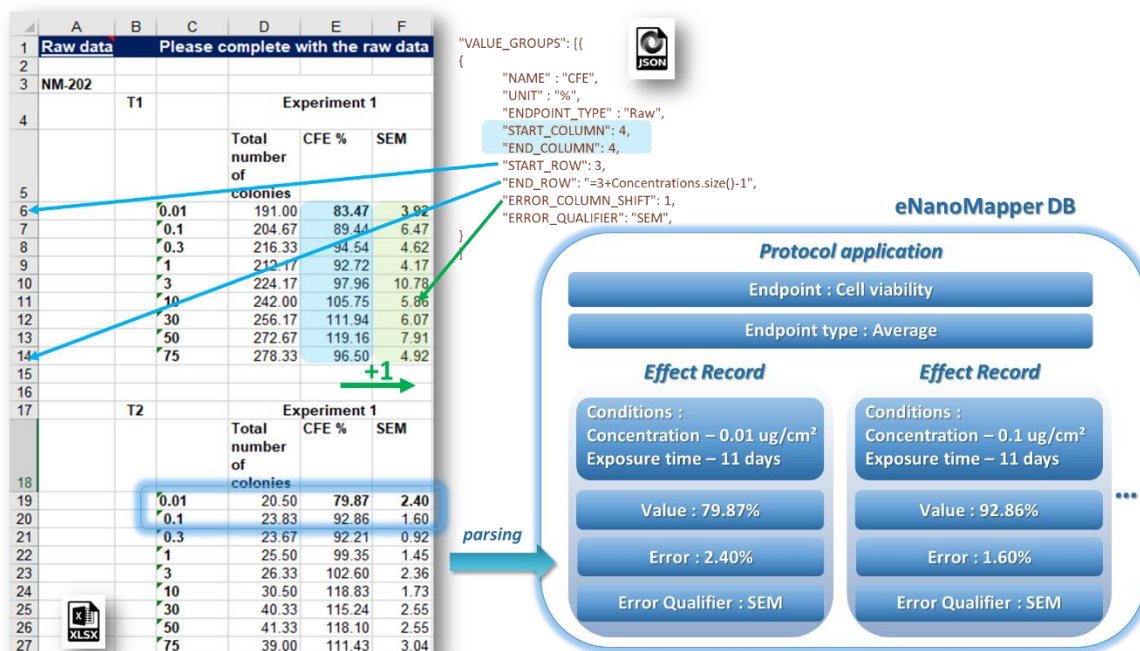 A B C D E F
1 Raw data Please complete with the raw data
2
3 NM-202
T1 Experiment 1
4
Total CFE % SEM
number
of
5 colonies
6 0.01 191.00 83.47 3.92
7 0.1 204.67 89.44 6.47
8 0.3 216.33 94.54 4.62
9 1 212.17 92.72 4.17
10 3 224.17 97.96 10.78
11 10 242.00 105.75 5.86
12 30 256.17 111.94 6.07
13 50 272.67 119.16 7.91
14 75 278.33 96.50 4.92
15
+1
16
17 T2 Experiment 1
Total CFE % SEM
number
of
18 colonies
19 0.01 20.50 79.87 2.40
20 0.1 23.83 92.86 1.60
21 0.3 23.67 92.21 0.92
22 1 25.50 99.35 1.45
23 3 26.33 102.60 2.36
24 10 30.50 118.83 1.73
25 30 40.33 115.24 2.55
26 50 41.33 118.10 2.55
27 75 39.00 111.43 3.04
XLSX
"VALUE_GROUPS": [{
{
"NAME" : "CFE",
"UNIT" : "%",
"ENDPOINT_TYPE" : "Raw",
"START_COLUMN": 4,
"END_COLUMN": 4,
"START_ROW": 3,
"END_ROW": "=3+Concentrations.size()-1",
"ERROR_COLUMN_SHIFT": 1,
"ERROR_QUALIFIER": "SEM",
}
]
JSON
parsing
eNanoMapper DB
Protocol application
Endpoint : Cell viability
Endpoint type : Average
Effect Record
Conditions :
Concentration – 0.01 ug/cm²
Exposure time – 11 days
Value : 79.87%
Error : 2.40%
Error Qualifier : SEM
Effect Record
Conditions :
Concentration – 0.1 ug/cm²
Exposure time – 11 days
Value : 92.86%
Error : 1.60%
Error Qualifier : SEM
...